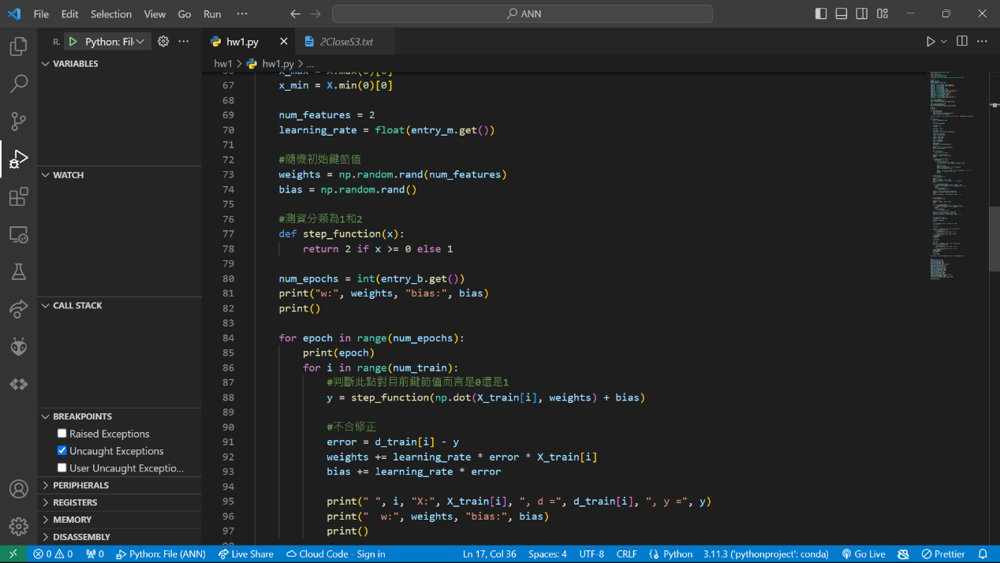 File Edit Selection View Go Run ··· ANN
R. Python: Fil ···
hw1.py 2CloseS3.txt
hw1 > hw1.py > ...
VARIABLES
WATCH
CALL STACK
BREAKPOINTS
Raised Exceptions
Uncaught Exceptions
User Uncaught Exceptio...
PERIPHERALS
REGISTERS
MEMORY
DISASSEMBLY
66 x_max = X.max(0)[0]
67 x_min = X.min(0)[0]
68
69 num_features = 2
70 learning_rate = float(entry_m.get())
71
72 #隨機初始鍵節值
73 weights = np.random.rand(num_features)
74 bias = np.random.rand()
75
76 #測資分類為1和2
77 def step_function(x):
78 return 2 if x >= 0 else 1
79
80 num_epochs = int(entry_b.get())
81 print("w:", weights, "bias:", bias)
82 print()
83
84 for epoch in range(num_epochs):
85 print(epoch)
86 for i in range(num_train):
87 #判斷此點對目前鍵節值而言是0還是1
88 y = step_function(np.dot(X_train[i], weights) + bias)
89
90 #不合修正
91 error = d_train[i] - y
92 weights += learning_rate * error * X_train[i]
93 bias += learning_rate * error
94
95 print(" ", i, "X:", X_train[i], ", d =", d_train[i], ", y =", y)
96 print("  w:", weights, "bias:", bias)
97 print()
98
0 0 0 Python: File (ANN) Live Share Cloud Code - Sign in Ln 17, Col 36 Spaces: 4 UTF-8 CRLF Python 3.11.3 ('pythonproject': conda) Go Live Prettier